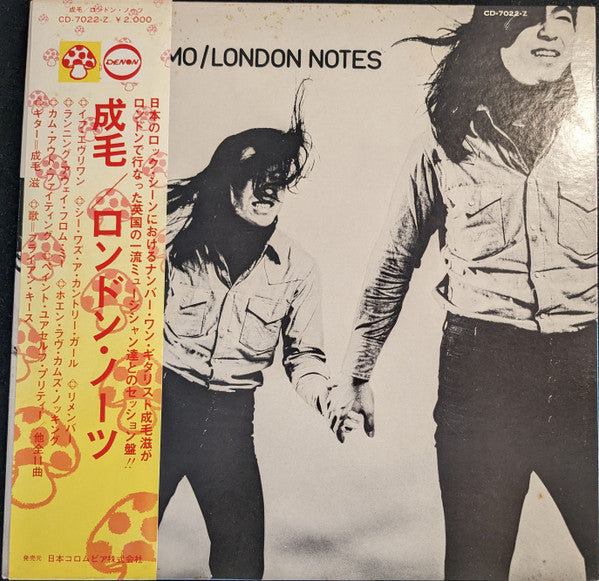 成毛／ロンドン・ノーツ
CD-7022-Z ￥2,000
DENON
成毛／ロンドン・ノーツ
日本のロック・シーンにおけるナンバー・ワン・ギタリスト成毛滋が
ロンドンで行なった英国の一流ミュージシャン達とのセッション盤!!
イフ・エヴリワン シー・ワズ・ア・カントリー・ガール リメンバー
ランニング・アウェイ・フロム・ミー ホエン・ラヴ・カムズ・ノッキング
カム・アウト・ファイティング ペイント・ユアセルフ・プリティー 他全11曲
ギター＝成毛 滋 歌＝ブライアン・キース
発売元 日本コロムビア株式会社
MO/LONDON NOTES
CD-7022-Z